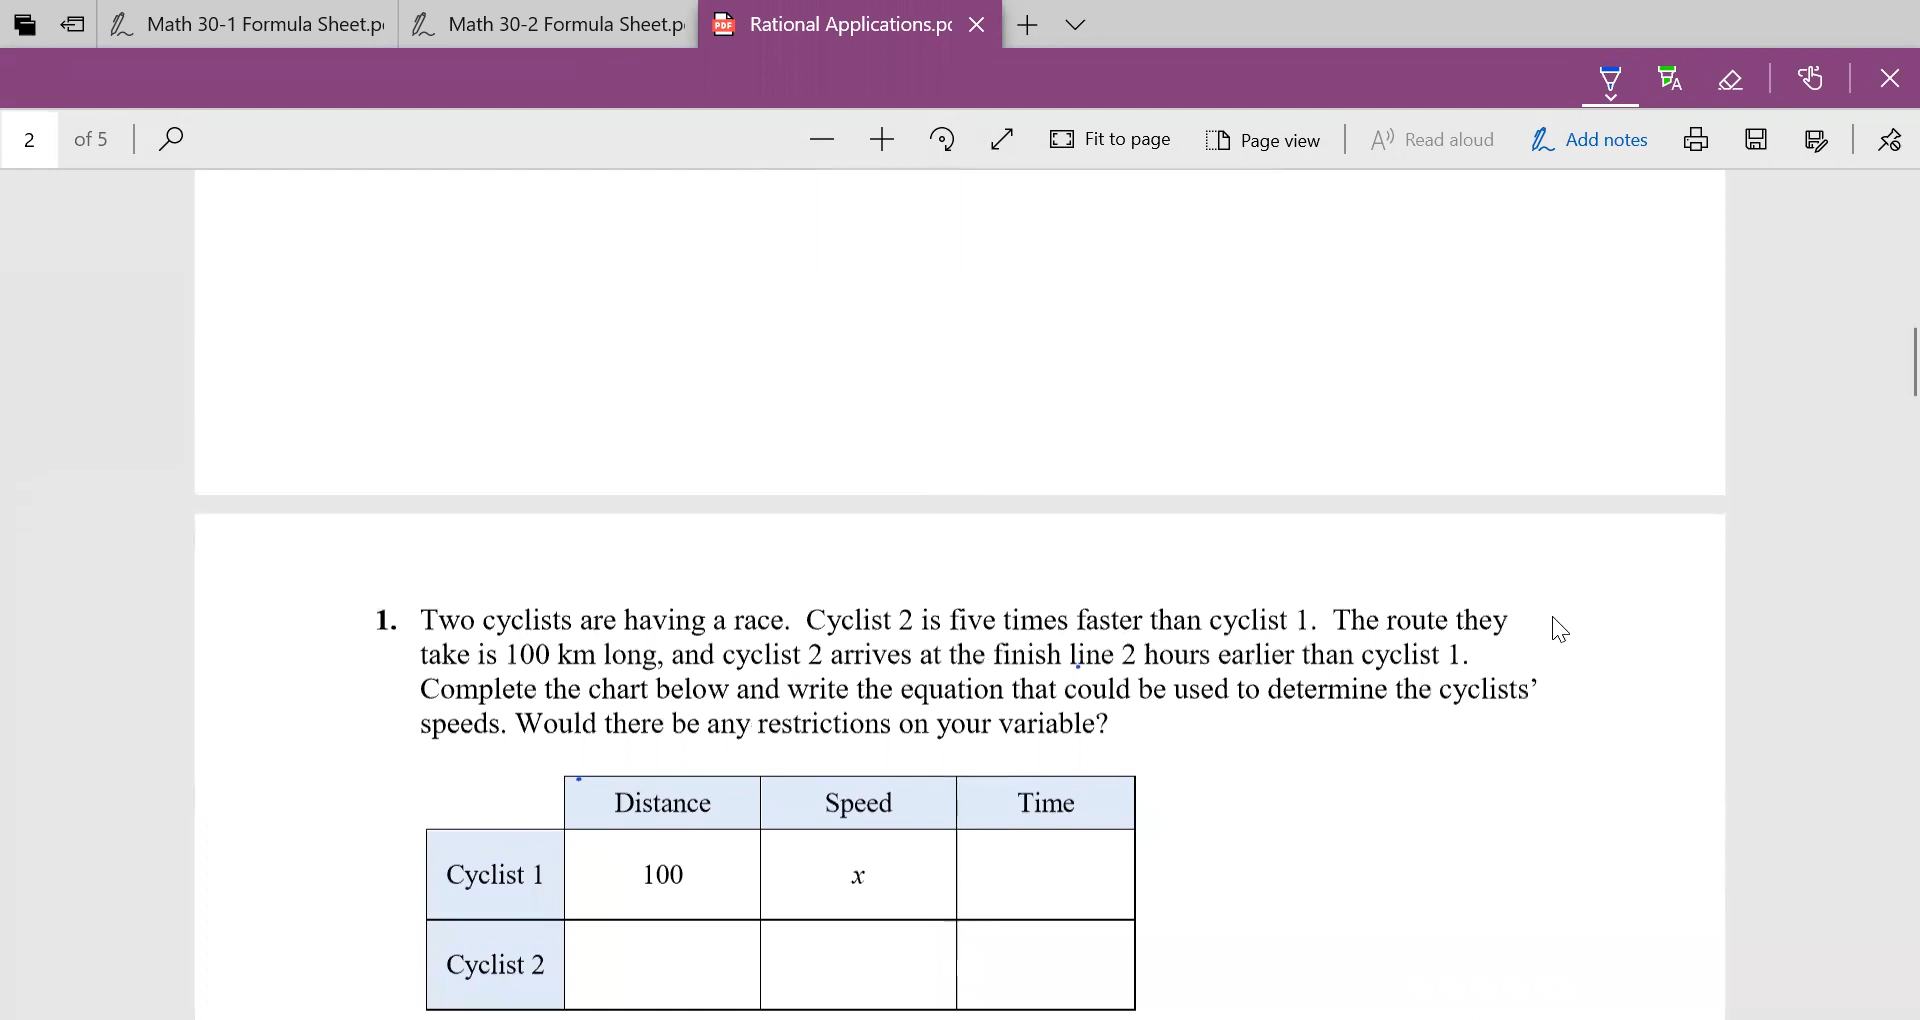 Math 30-1 Formula Sheet.p
Math 30-2 Formula Sheet.p
Rational Applications.p
2 of 5
Fit to page
Page view
Read aloud
Add notes
1. Two cyclists are having a race. Cyclist 2 is five times faster than cyclist 1. The route they
take is 100 km long, and cyclist 2 arrives at the finish line 2 hours earlier than cyclist 1.
Complete the chart below and write the equation that could be used to determine the cyclists’
speeds. Would there be any restrictions on your variable?
Distance Speed Time
Cyclist 1 100 x
Cyclist 2